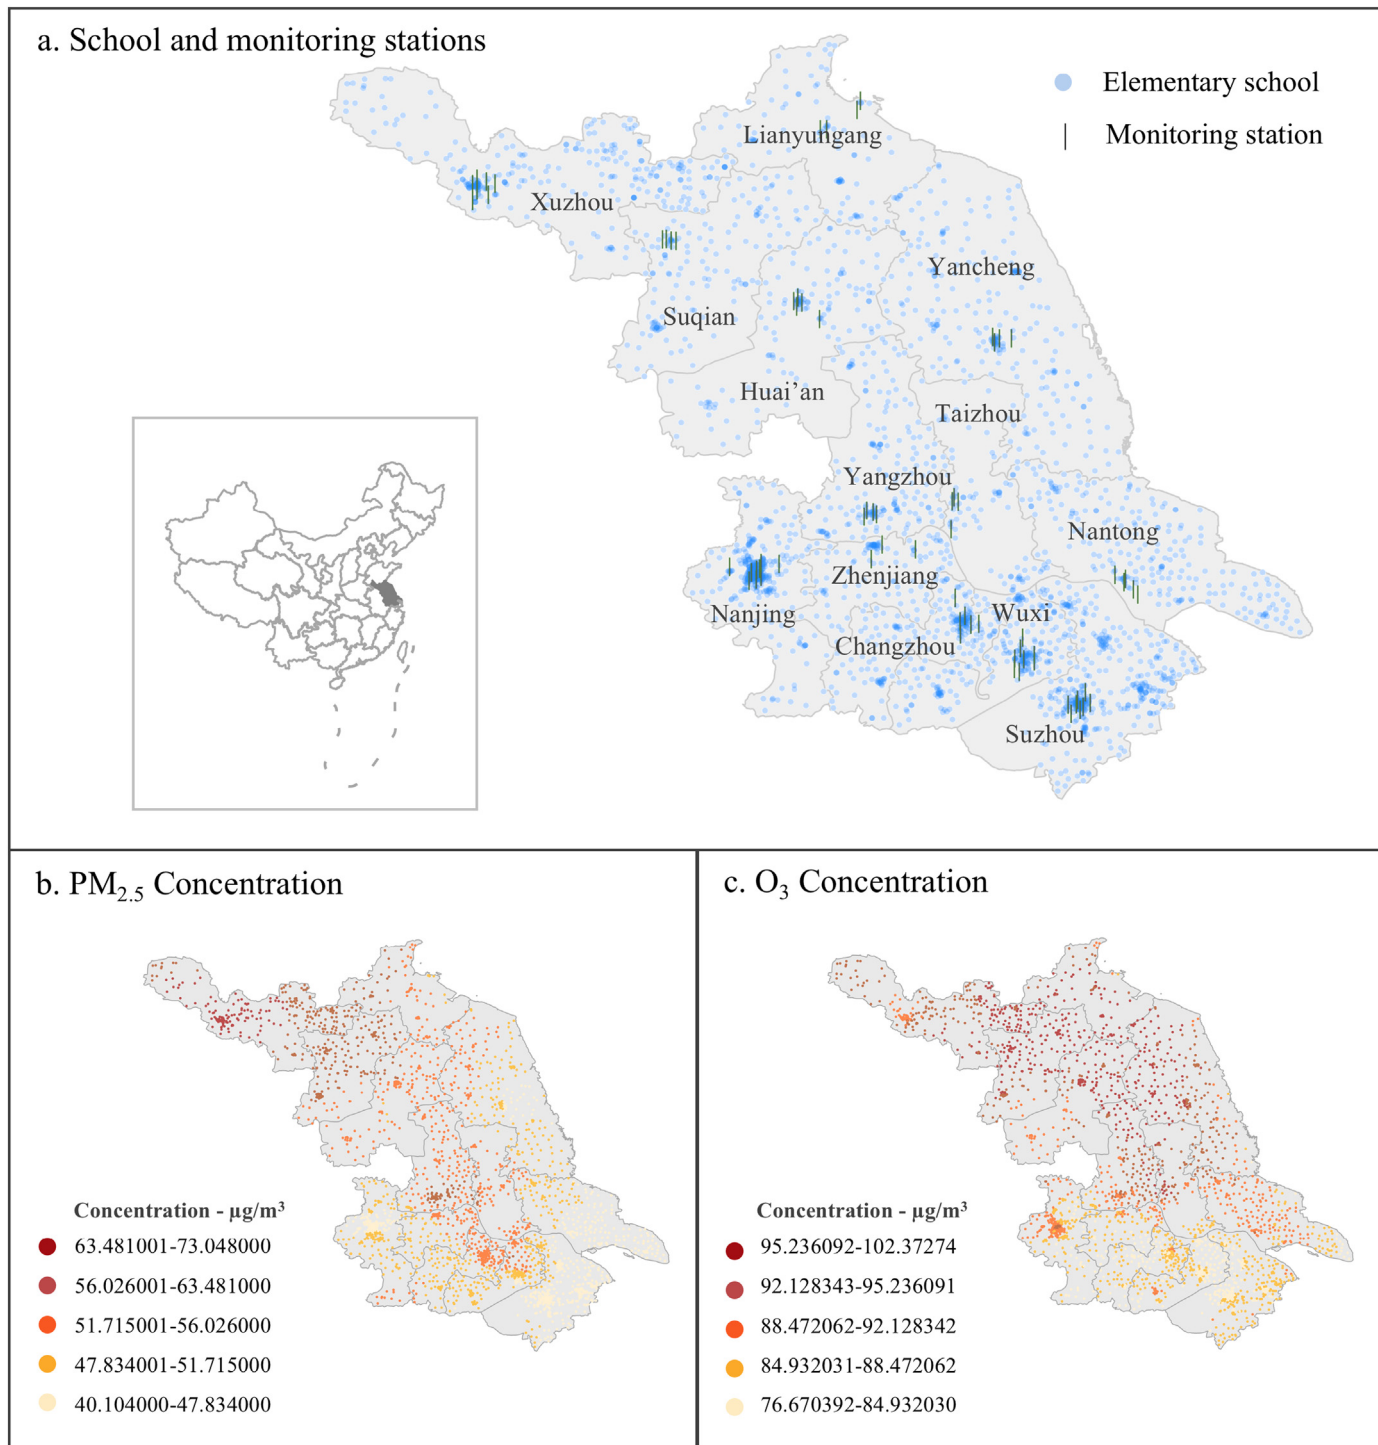 a. School and monitoring stations
Elementary school
Monitoring station
Lianyungang
Xuzhou
Yancheng
Suqian
Huai’an
Taizhou
Yangzhou
Nantong
Zhenjiang
Nanjing
Wuxi
Changzhou
Suzhou
b. PM2.5 Concentration
Concentration - µg/m³
63.481001-73.048000
56.026001-63.481000
51.715001-56.026000
47.834001-51.715000
40.104000-47.834000
c. O3 Concentration
Concentration - µg/m³
95.236092-102.37274
92.128343-95.236091
88.472062-92.128342
84.932031-88.472062
76.670392-84.932030